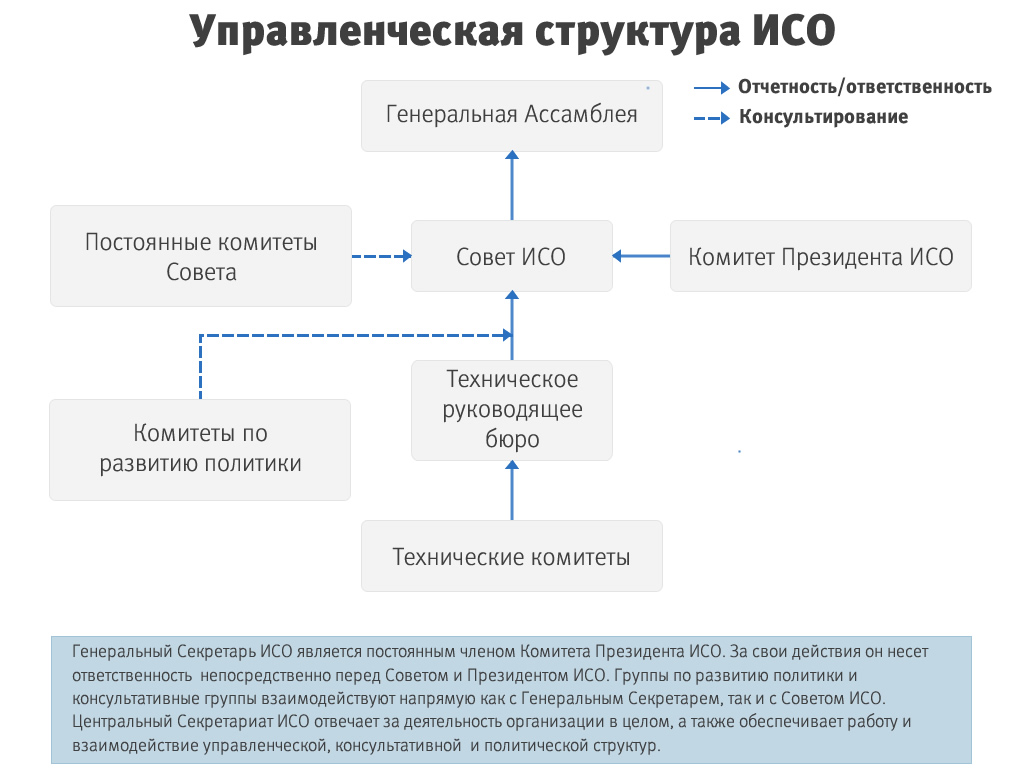 Управленческая структура ИСО
Отчетность/ответственность
Консультирование
Генеральная Ассамблея
Постоянные комитеты
Совета
Совет ИСО
Комитет Президента ИСО
Техническое
руководящее
бюро
Комитеты по
развитию политики
Технические комитеты
Генеральный Секретарь ИСО является постоянным членом Комитета Президента ИСО. За свои действия он несет
ответственность непосредственно перед Советом и Президентом ИСО. Группы по развитию политики и
консультативные группы взаимодействуют напрямую как с Генеральным Секретарем, так и с Советом ИСО.
Центральный Секретариат ИСО отвечает за деятельность организации в целом, а также обеспечивает работу и
взаимодействие управленческой, консультативной и политической структур.